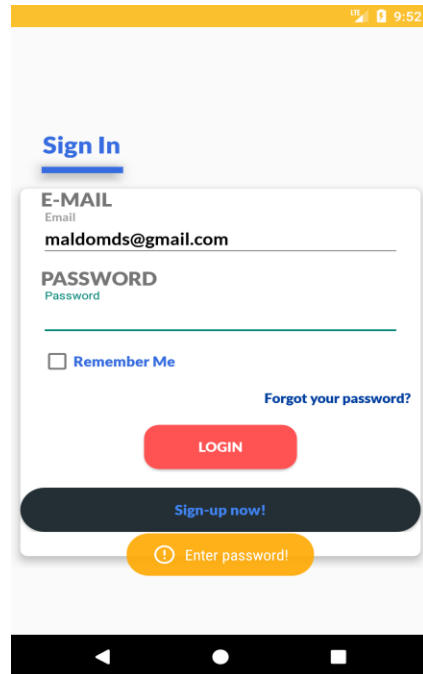 LTE 9:52
Sign In
E-MAIL
Email
maldomds@gmail.com
PASSWORD
Password
Remember Me
Forgot your password?
LOGIN
Sign-up now!
Enter password!